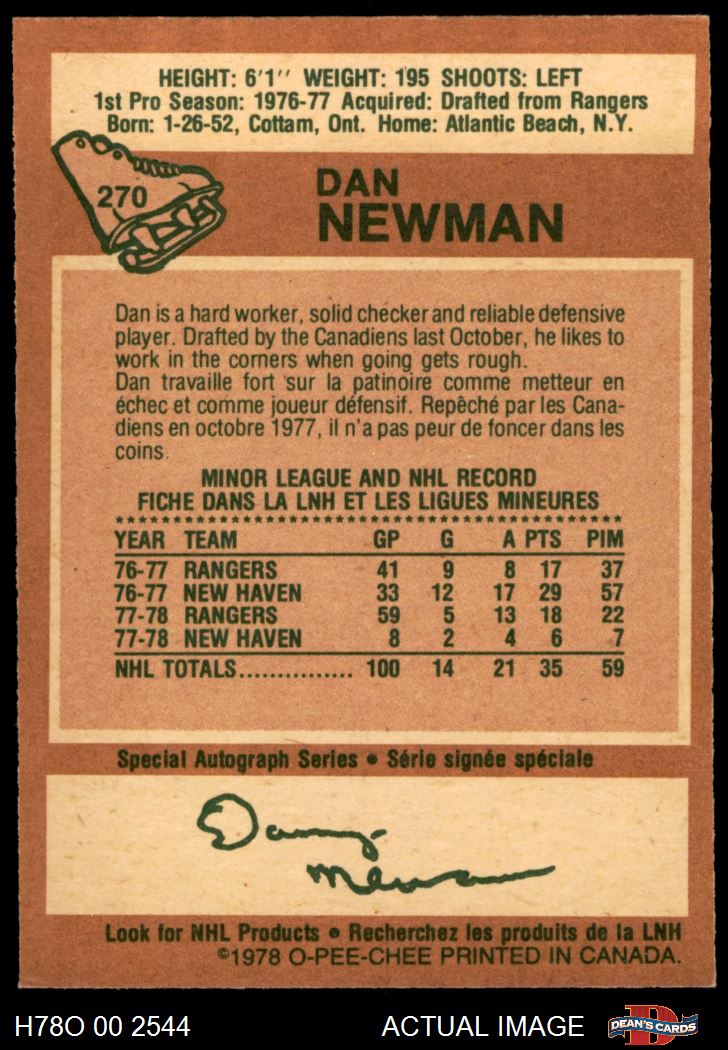 HEIGHT: 6'1'' WEIGHT: 195 SHOOTS: LEFT
1st Pro Season: 1976-77 Acquired: Drafted from Rangers
Born: 1-26-52, Cottam, Ont. Home: Atlantic Beach, N.Y.
270
DAN
NEWMAN
Dan is a hard worker, solid checker and reliable defensive
player. Drafted by the Canadiens last October, he likes to
work in the corners when going gets rough.
Dan travaille fort sur la patinoire comme metteur en
échec et comme joueur défensif. Repêché par les Cana-
diens en octobre 1977, il n'a pas peur de foncer dans les
coins.
MINOR LEAGUE AND NHL RECORD
FICHE DANS LA LNH ET LES LIGUES MINEURES
YEAR TEAM GP G A PTS PIM
76-77 RANGERS 41 9 8 17 37
76-77 NEW HAVEN 33 12 17 29 57
77-78 RANGERS 59 5 13 18 22
77-78 NEW HAVEN 8 2 4 6 7
NHL TOTALS............... 100 14 21 35 59
Special Autograph Series • Série signée spéciale
Danny
Newman
Look for NHL Products • Recherchez les produits de la LNH
©1978 O-PEE-CHEE PRINTED IN CANADA.
H78O 00 2544 ACTUAL IMAGE D DEAN'S CARDS